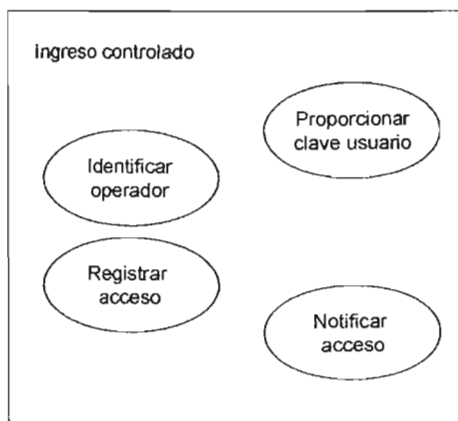 Ingreso controlado
Proporcionar
clave usuario
Identificar
operador
Registrar
acceso
Notificar
acceso